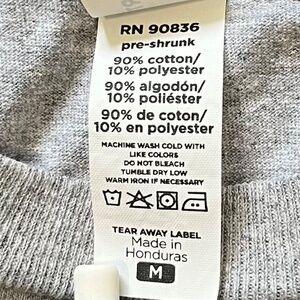 RN 90836
pre-shrunk
90% cotton/
10% polyester
90% algodón/
10% poliéster
90% de coton/
10% en polyester
MACHINE WASH COLD WITH
LIKE COLORS
DO NOT BLEACH
TUMBLE DRY LOW
WARM IRON IF NECESSARY
TEAR AWAY LABEL
Made in
Honduras
M